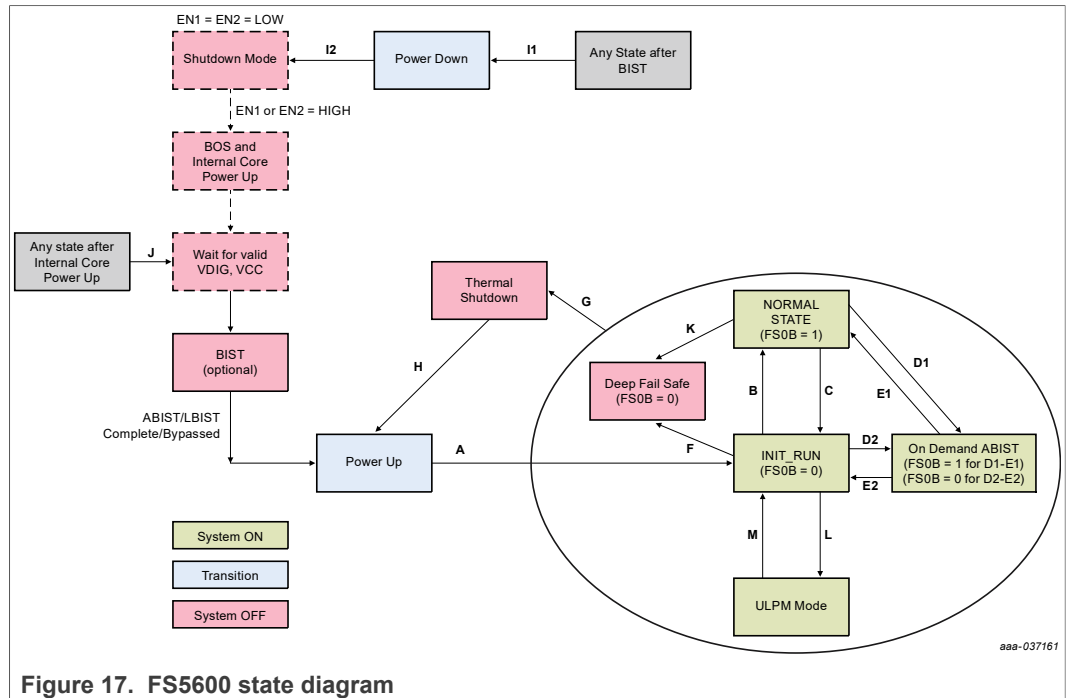 EN1 = EN2 = LOW
Shutdown Mode
I2
Power Down
I1
Any State after
BIST
EN1 or EN2 = HIGH
BOS and
Internal Core
Power Up
Any state after
Internal Core
Power Up
J
Wait for valid
VDIG, VCC
Thermal
Shutdown
G
NORMAL
STATE
(FS0B = 1)
K
D1
BIST
(optional)
H
Deep Fail Safe
(FS0B = 0)
B
C
E1
ABIST/LBIST
Complete/Bypassed
Power Up
A
F
INIT_RUN
(FS0B = 0)
D2
E2
On Demand ABIST
(FS0B = 1 for D1-E1)
(FS0B = 0 for D2-E2)
M
L
System ON
Transition
System OFF
ULPM Mode
aaa-037161
Figure 17. FS5600 state diagram